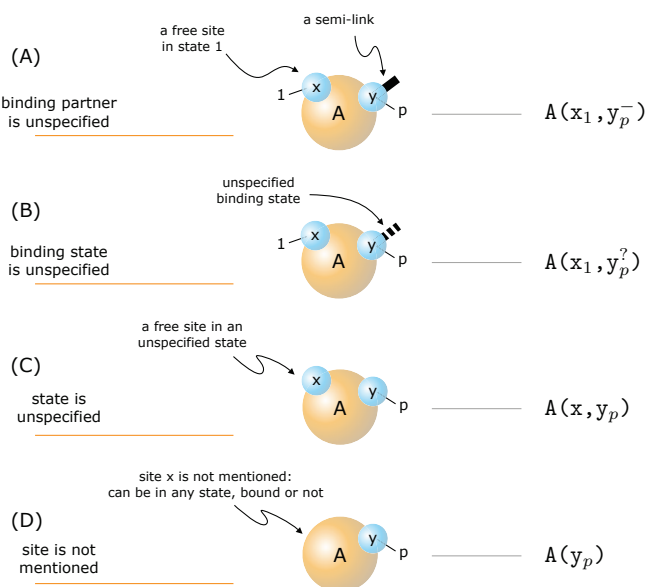 a semi-link
a free site
in state 1
(A)
binding partner
is unspecified
1
x
A
y
p
A(x₁,yₚ⁻)
unspecified
binding state
(B)
binding state
is unspecified
1
x
A
y
p
A(x₁,yₚ?)
a free site in an
unspecified state
(C)
state is
unspecified
x
A
y
p
A(x,yₚ)
site x is not mentioned:
can be in any state, bound or not
(D)
site is not
mentioned
A
y
p
A(yₚ)